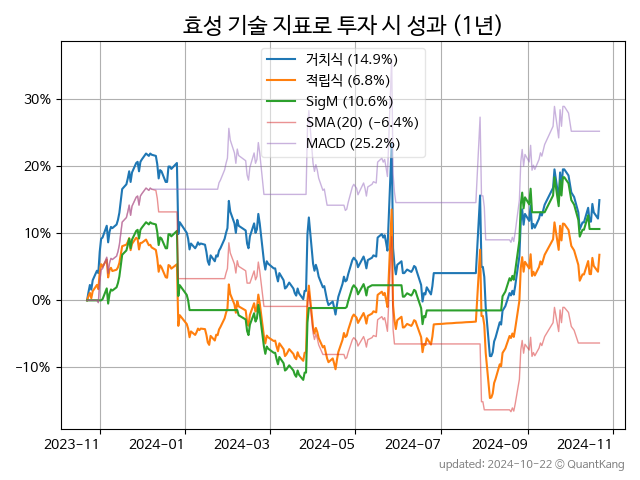 효성 기술 지표로 투자 시 성과 (1년)
거치식 (14.9%)
적립식 (6.8%)
SigM (10.6%)
SMA(20) (−6.4%)
MACD (25.2%)
30%
20%
10%
0%
−10%
2023-11 2024-01 2024-03 2024-05 2024-07 2024-09 2024-11
updated: 2024-10-22 © QuantKang